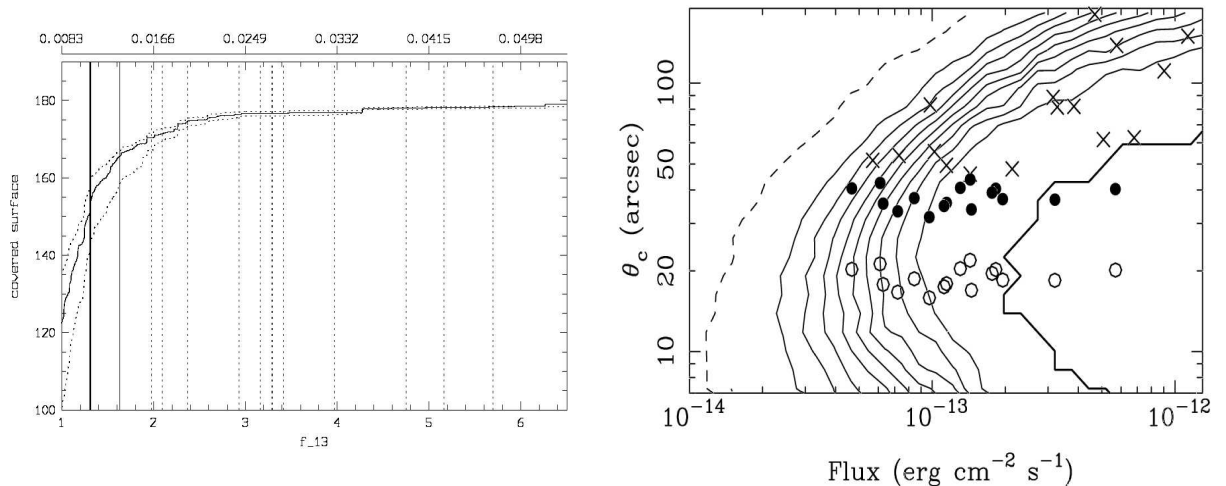 0.0083 0.0166 0.0249 0.0332 0.0415 0.0498
180
160
140
120
100
covered surface
1 2 3 4 5 6
f_13
100
50
20
10
θ_c (arcsec)
10⁻¹⁴ 10⁻¹³ 10⁻¹²
Flux (erg cm⁻² s⁻¹)